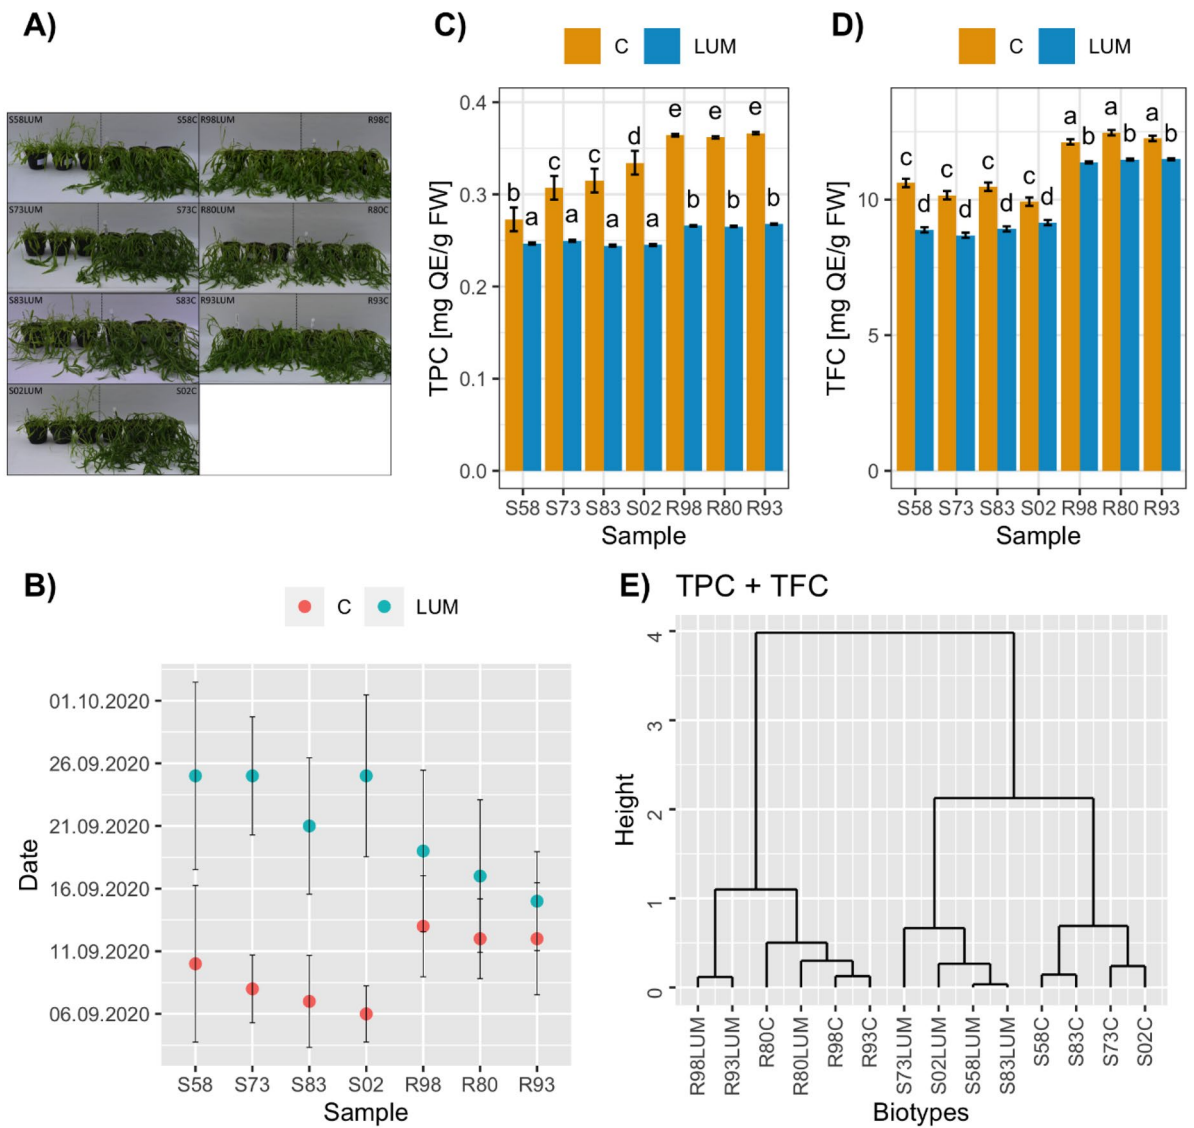 A)
S58LUM S58C R98LUM R98C
S73LUM S73C R80LUM R80C
S83LUM S83C R93LUM R93C
S02LUM S02C
C)
C LUM
0.4
0.3
0.2
0.1
0.0
TPC [mg QE/g FW]
b a c a c a d a e b e b e b
S58 S73 S83 S02 R98 R80 R93
Sample
D)
C LUM
10
5
0
TFC [mg QE/g FW]
c d c d c d c d a b a b a b
S58 S73 S83 S02 R98 R80 R93
Sample
B)
C LUM
01.10.2020
26.09.2020
21.09.2020
16.09.2020
11.09.2020
06.09.2020
Date
S58 S73 S83 S02 R98 R80 R93
Sample
E) TPC + TFC
4
3
2
1
0
Height
R98LUM
R93LUM
R80C
R80LUM
R98C
R93C
S73LUM
S02LUM
S58LUM
S83LUM
S58C
S83C
S73C
S02C
Biotypes